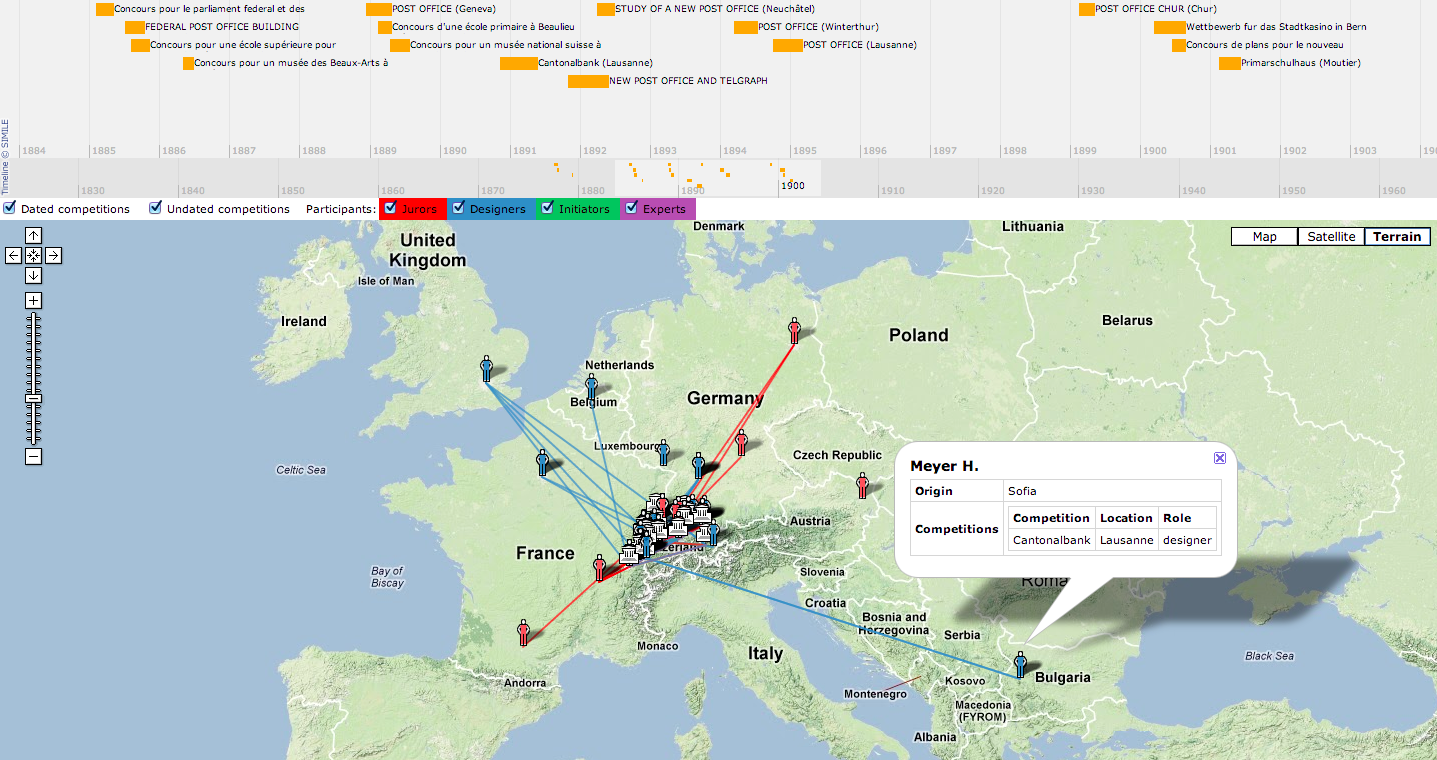 Concours pour le parliament federal et des
POST OFFICE (Geneva)
STUDY OF A NEW POST OFFICE (Neuchâtel)
POST OFFICE CHUR (Chur)
FEDERAL POST OFFICE BUILDING
Concours d'une école primaire à Beaulieu
POST OFFICE (Winterthur)
Wettbewerb fur das Stadtkasino in Bern
Concours pour une école supérieure pour
Concours pour un musée national suisse à
POST OFFICE (Lausanne)
Concours de plans pour le nouveau
Concours pour un musée des Beaux-Arts à
Cantonalbank (Lausanne)
Primarschulhaus (Moutier)
NEW POST OFFICE AND TELGRAPH
Timeline © SIMILE
1884 1885 1886 1887 1888 1889 1890 1891 1892 1893 1894 1895 1896 1897 1898 1899 1900 1901 1902 1903
1830 1840 1850 1860 1870 1880 1890 1900 1910 1920 1930 1940 1950 1960
Dated competitions Undated competitions Participants: Jurors Designers Initiators Experts
Map Satellite Terrain
Denmark
Lithuania
United
Kingdom
Isle of Man
Ireland
Belarus
Poland
Netherlands
Germany
Belgium
Luxembourg
Czech Republic
Celtic Sea
Meyer H.
Origin Sofia
Competitions
Competition Location Role
Cantonalbank Lausanne designer
Austria
France
Slovenia
Bay of
Biscay
Croatia
Bosnia and
Herzegovina
Serbia
Monaco
Italy
Black Sea
Andorra
Kosovo
Bulgaria
Montenegro
Macedonia
(FYROM)
Albania